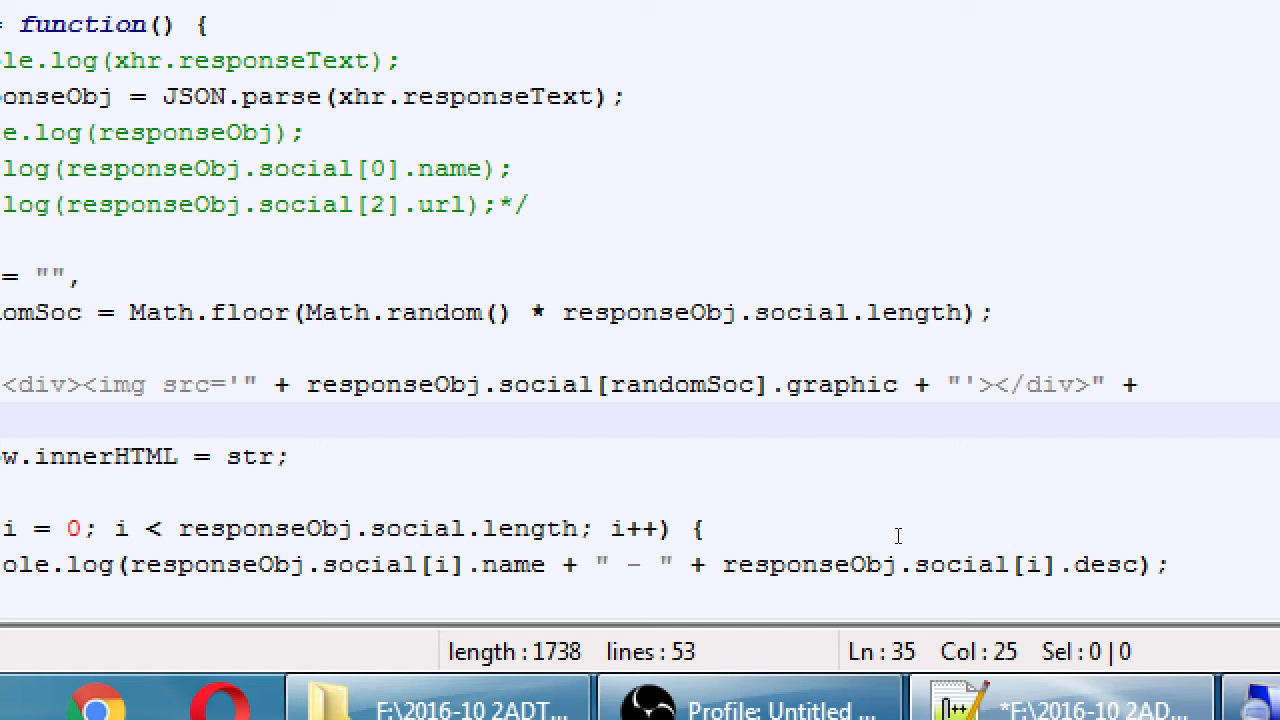 = function() {
le.log(xhr.responseText);
onseObj = JSON.parse(xhr.responseText);
e.log(responseObj);
log(responseObj.social[0].name);
log(responseObj.social[2].url);*/
= "",
omSoc = Math.floor(Math.random() * responseObj.social.length);
<div><img src='" + responseObj.social[randomSoc].graphic + "'></div>" +
w.innerHTML = str;
i = 0; i < responseObj.social.length; i++) {
ole.log(responseObj.social[i].name + " - " + responseObj.social[i].desc);
length : 1738 lines : 53 Ln : 35 Col : 25 Sel : 0 | 0
F:\2016-10 2ADT... Profile: Untitled ... *F:\2016-10 2AD...